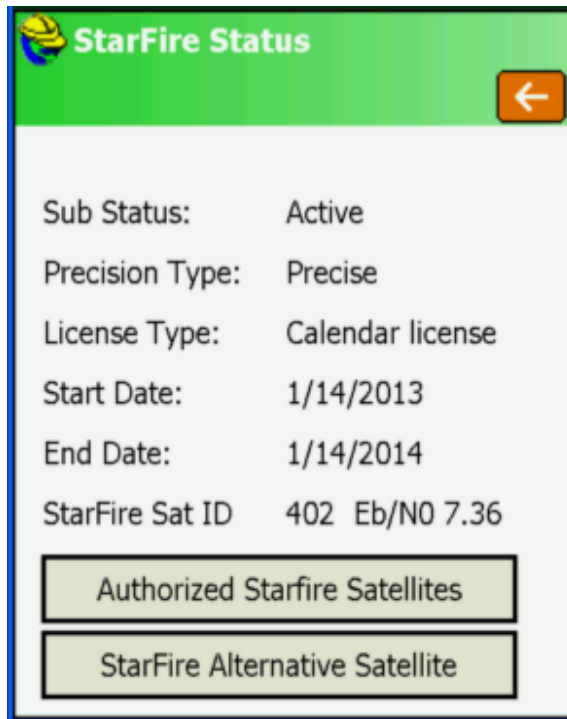 StarFire Status
Sub Status: Active
Precision Type: Precise
License Type: Calendar license
Start Date: 1/14/2013
End Date: 1/14/2014
StarFire Sat ID 402 Eb/N0 7.36
Authorized Starfire Satellites
StarFire Alternative Satellite